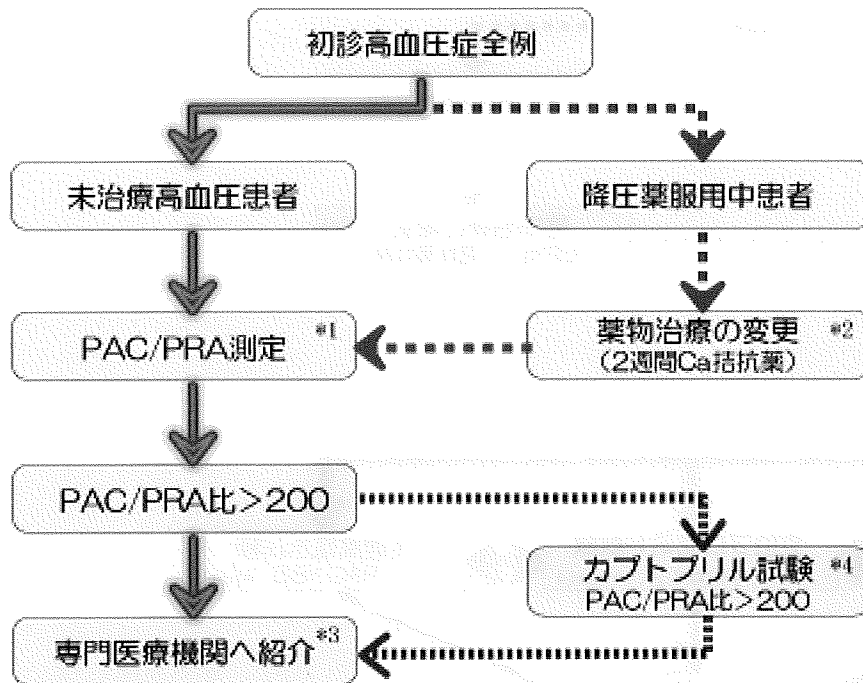 初診高血圧症全例
未治療高血圧患者
降圧薬服用中患者
PAC/PRA測定 *1
薬物治療の変更 *2
(2週間Ca拮抗薬)
PAC/PRA比>200
カプトプリル試験 *4
PAC/PRA比>200
専門医療機関へ紹介 *3